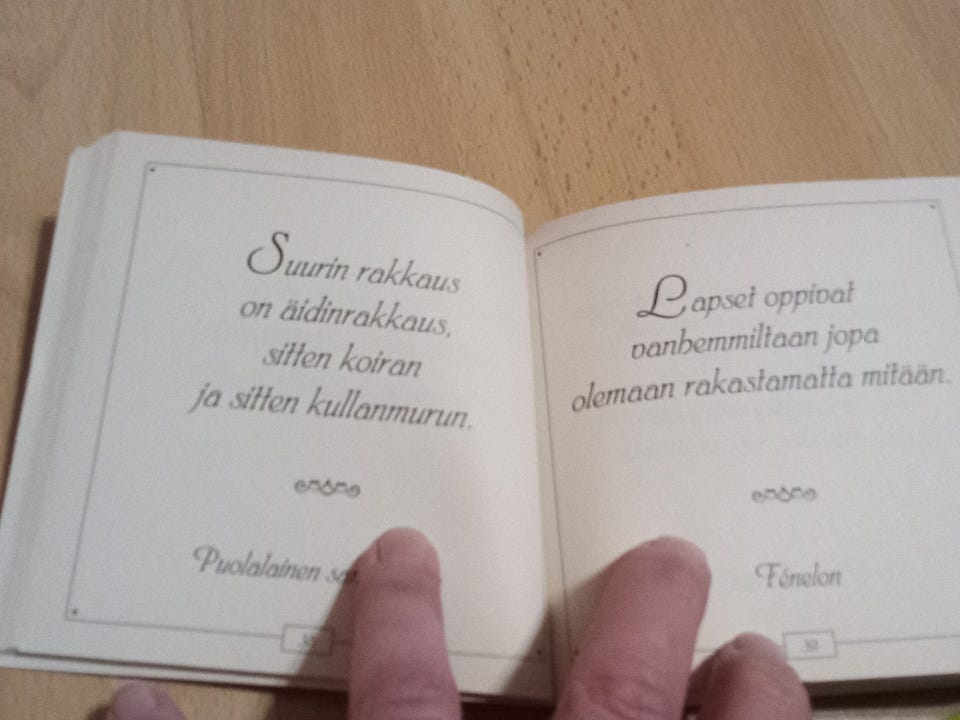 Suurin rakkaus
on äidinrakkaus,
sitten koiran
ja sitten kullanmurun.
Puolalainen
Lapset oppivat
vanhemmiltaan jopa
olemaan rakastamatta mitään.
Fénelon
39